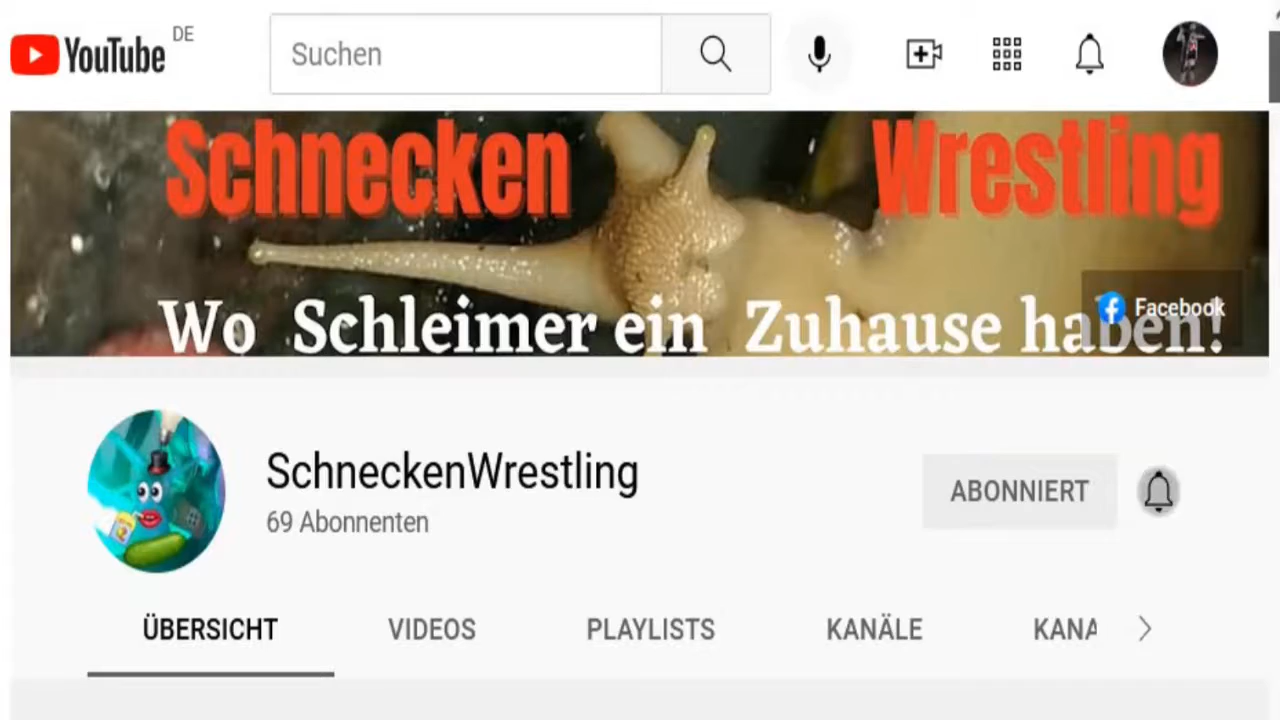 YouTube DE
Suchen
Schnecken Wrestling
Wo Schleimer ein Zuhause haben!
Facebook
SchneckenWrestling
69 Abonnenten
ABONNIERT
ÜBERSICHT VIDEOS PLAYLISTS KANÄLE KANA